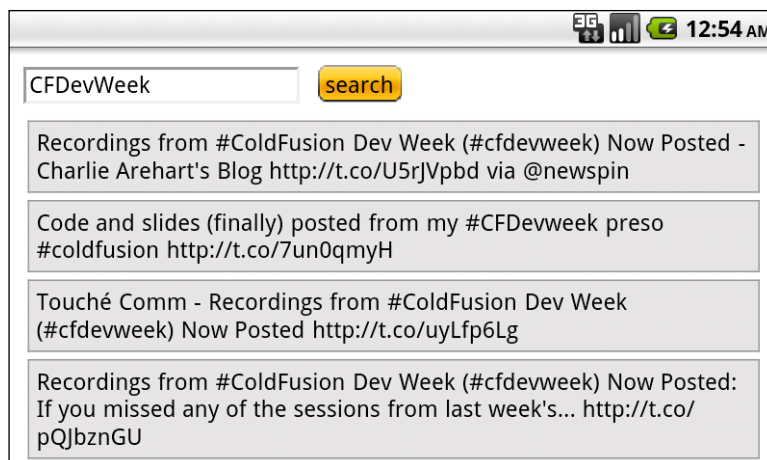 3G 12:54 AM
CFDevWeek search
Recordings from #ColdFusion Dev Week (#cfdevweek) Now Posted -
Charlie Arehart's Blog http://t.co/U5rJVpbd via @newspin
Code and slides (finally) posted from my #CFDevweek preso
#coldfusion http://t.co/7un0qmyH
Touché Comm - Recordings from #ColdFusion Dev Week
(#cfdevweek) Now Posted http://t.co/uyLfp6Lg
Recordings from #ColdFusion Dev Week (#cfdevweek) Now Posted:
If you missed any of the sessions from last week's... http://t.co/
pQJbznGU